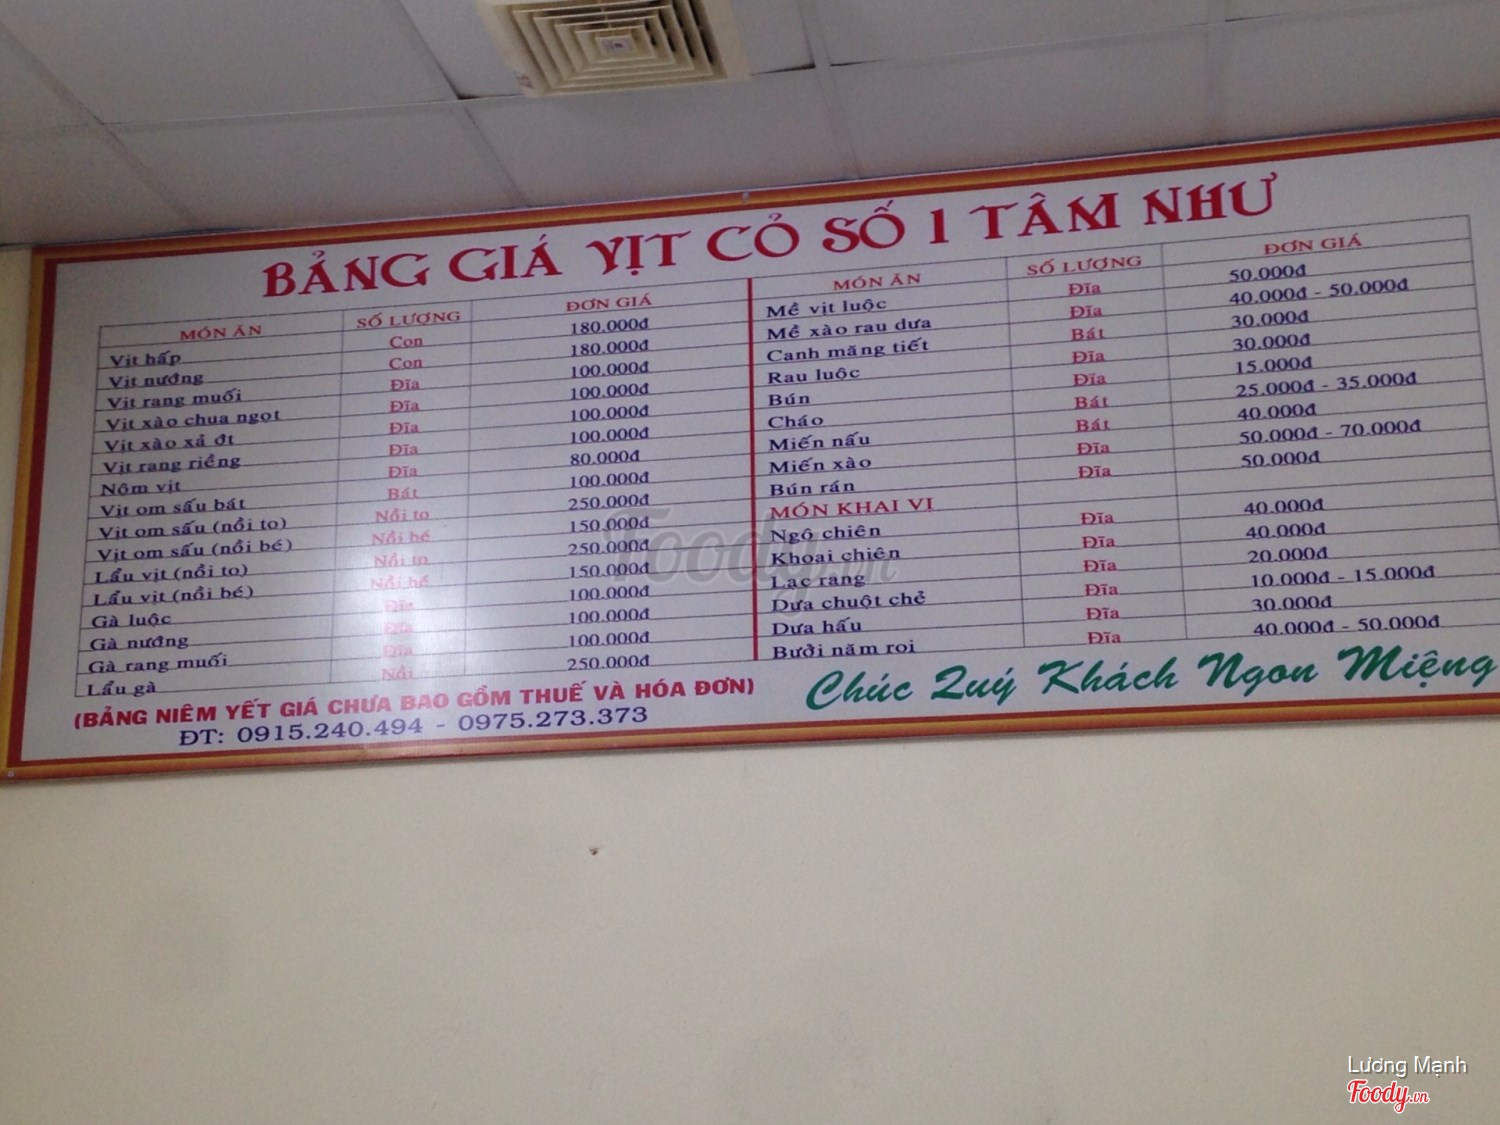 BẢNG GIÁ VỊT CỎ SỐ 1 TÂM NHƯ
MÓN ĂN SỐ LƯỢNG ĐƠN GIÁ
Vịt hấp Con 180.000đ
Vịt nướng Con 180.000đ
Vịt rang muối Đĩa 100.000đ
Vịt xào chua ngọt Đĩa 100.000đ
Vịt xào xả ớt Đĩa 100.000đ
Vịt rang riềng Đĩa 100.000đ
Nộm vịt Đĩa 80.000đ
Vịt om sấu bát Bát 100.000đ
Vịt om sấu (nồi to) Nồi to 250.000đ
Vịt om sấu (nồi bé) Nồi bé 150.000đ
Lẩu vịt (nồi to) Nồi to 250.000đ
Lẩu vịt (nồi bé) Nồi bé 150.000đ
Gà luộc Đĩa 100.000đ
Gà nướng Đĩa 100.000đ
Gà rang muối Đĩa 100.000đ
Lẩu gà Nồi 250.000đ
MÓN ĂN SỐ LƯỢNG ĐƠN GIÁ
Mề vịt luộc Đĩa 50.000đ
Mề xào rau dưa Đĩa 40.000đ - 50.000đ
Canh măng tiết Bát 30.000đ
Rau luộc Đĩa 30.000đ
Bún Đĩa 15.000đ
Cháo Bát 25.000đ - 35.000đ
Miến nấu Bát 40.000đ
Miến xào Đĩa 50.000đ - 70.000đ
Bún rán Đĩa 50.000đ
MÓN KHAI VỊ
Ngô chiên Đĩa 40.000đ
Khoai chiên Đĩa 40.000đ
Lạc rang Đĩa 20.000đ
Dưa chuột chẻ Đĩa 10.000đ - 15.000đ
Dưa hấu Đĩa 30.000đ
Bưởi năm roi Đĩa 40.000đ - 50.000đ
(BẢNG NIÊM YẾT GIÁ CHƯA BAO GỒM THUẾ VÀ HÓA ĐƠN)
ĐT: 0915.240.494 - 0975.273.373
Chúc Quý Khách Ngon Miệng
Foody.vn
Lương Mạnh
Foody.vn